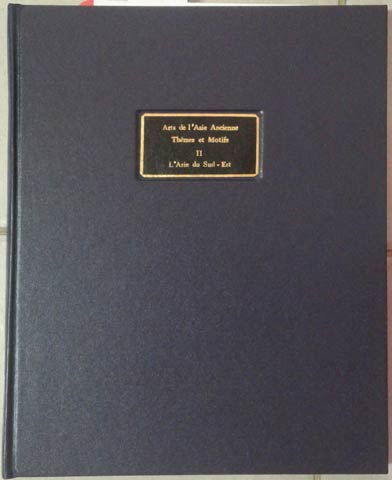 Arts de l'Asie Ancienne
Thèmes et Motifs
II
L'Asie du Sud-Est